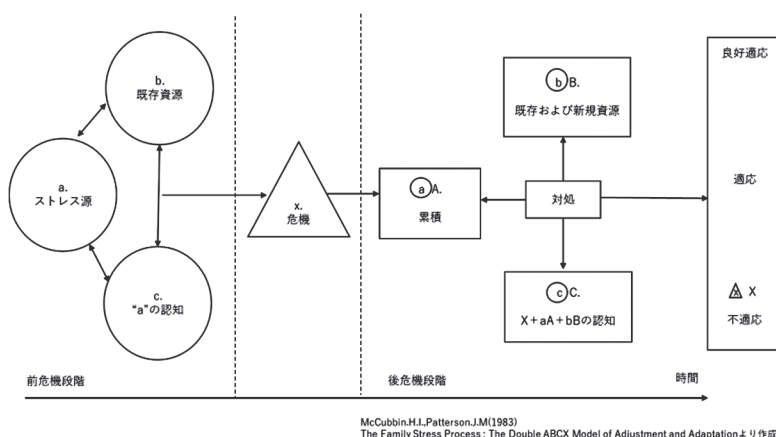 b.
既存資源
a.
ストレス源
c.
“a”の認知
x.
危機
a A.
累積
b B.
既存および新規資源
対処
c C.
X+aA+bBの認知
良好適応
適応
x X
不適応
前危機段階
後危機段階
時間
McCubbin.H.I.,Patterson.J.M(1983)
The Family Stress Process : The Double ABCX Model of Adjustment and Adaptationより作成